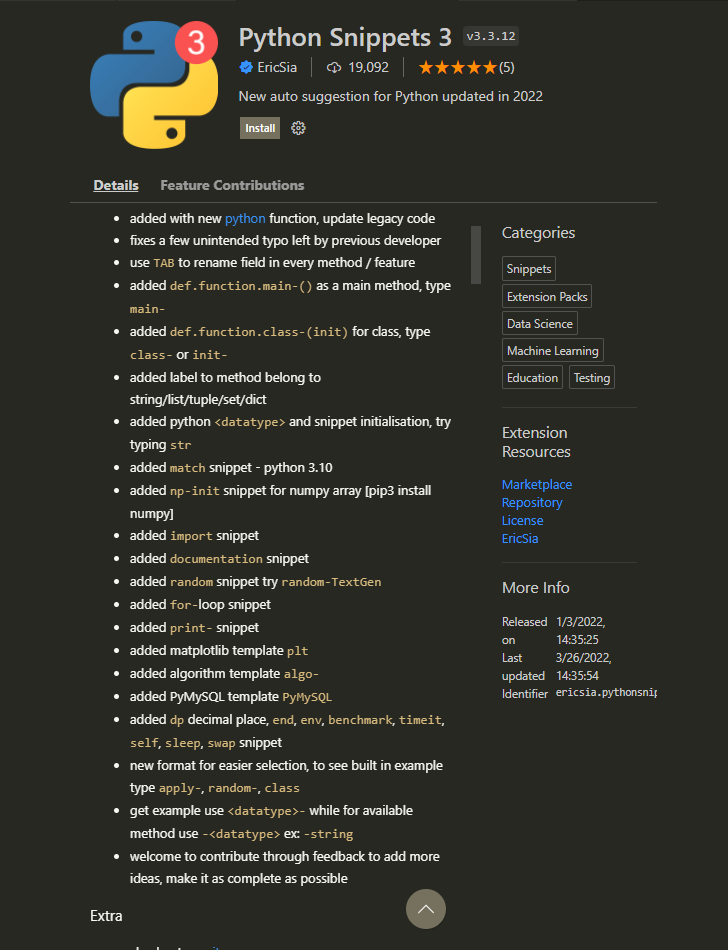 3
Python Snippets 3 v3.3.12
EricSia 19,092 (5)
New auto suggestion for Python updated in 2022
Install
Details Feature Contributions
• added with new python function, update legacy code
• fixes a few unintended typo left by previous developer
• use TAB to rename field in every method / feature
• added def.function.main-() as a main method, type
main-
• added def.function.class-(init) for class, type
class- or init-
• added label to method belong to
string/list/tuple/set/dict
• added python <datatype> and snippet initialisation, try
typing str
• added match snippet - python 3.10
• added np-init snippet for numpy array [pip3 install
numpy]
• added import snippet
• added documentation snippet
• added random snippet try random-TextGen
• added for-loop snippet
• added print- snippet
• added matplotlib template plt
• added algorithm template algo-
• added PyMySQL template PyMySQL
• added dp decimal place, end, env, benchmark, timeit,
self, sleep, swap snippet
• new format for easier selection, to see built in example
type apply-, random-, class
• get example use <datatype>- while for available
method use -<datatype> ex: -string
• welcome to contribute through feedback to add more
ideas, make it as complete as possible
Extra
Categories
Snippets
Extension Packs
Data Science
Machine Learning
Education Testing
Extension
Resources
Marketplace
Repository
License
EricSia
More Info
Released 1/3/2022,
on 14:35:25
Last 3/26/2022,
updated 14:35:54
Identifier ericsia.pythonsnip